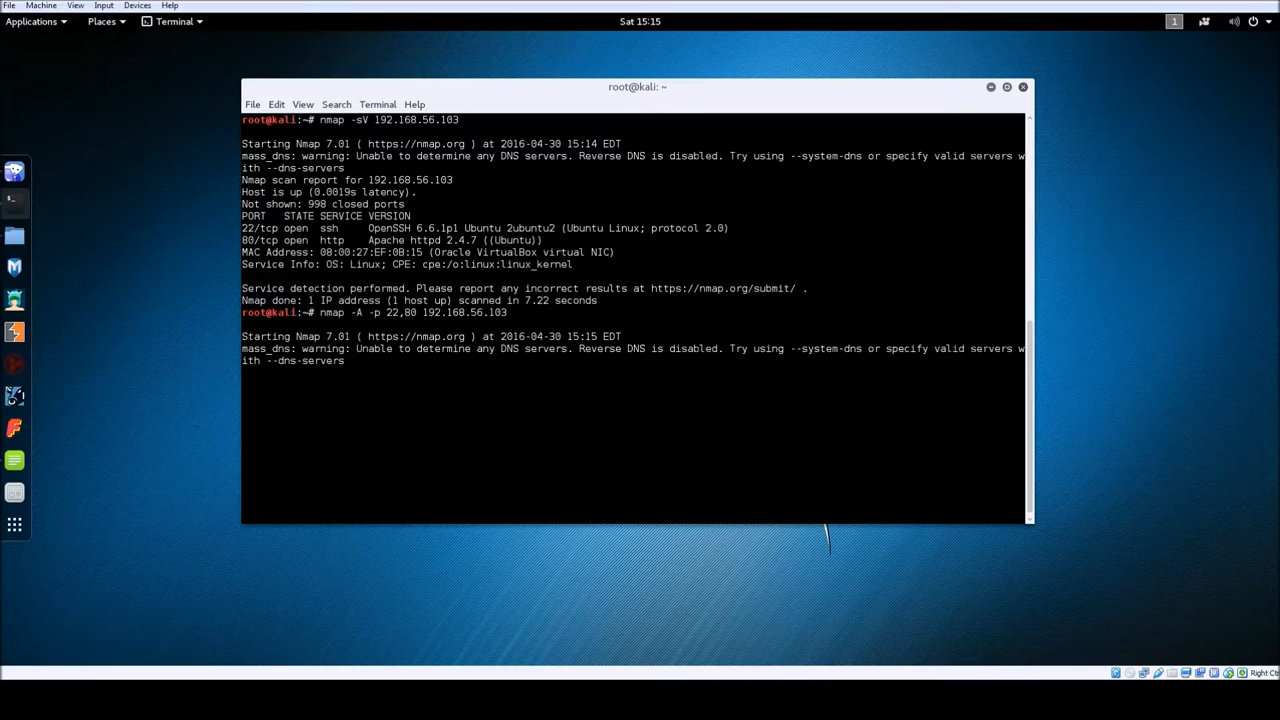 File Machine View Input Devices Help
Applications Places Terminal Sat 15:15 1
root@kali: ~
File Edit View Search Terminal Help
root@kali:~# nmap -sV 192.168.56.103
Starting Nmap 7.01 ( https://nmap.org ) at 2016-04-30 15:14 EDT
mass_dns: warning: Unable to determine any DNS servers. Reverse DNS is disabled. Try using --system-dns or specify valid servers w
ith --dns-servers
Nmap scan report for 192.168.56.103
Host is up (0.0019s latency).
Not shown: 998 closed ports
PORT   STATE SERVICE VERSION
22/tcp open  ssh     OpenSSH 6.6.1p1 Ubuntu 2ubuntu2 (Ubuntu Linux; protocol 2.0)
80/tcp open  http    Apache httpd 2.4.7 ((Ubuntu))
MAC Address: 08:00:27:EF:0B:15 (Oracle VirtualBox virtual NIC)
Service Info: OS: Linux; CPE: cpe:/o:linux:linux_kernel
Service detection performed. Please report any incorrect results at https://nmap.org/submit/ .
Nmap done: 1 IP address (1 host up) scanned in 7.22 seconds
root@kali:~# nmap -A -p 22,80 192.168.56.103
Starting Nmap 7.01 ( https://nmap.org ) at 2016-04-30 15:15 EDT
mass_dns: warning: Unable to determine any DNS servers. Reverse DNS is disabled. Try using --system-dns or specify valid servers w
ith --dns-servers
Right Ct